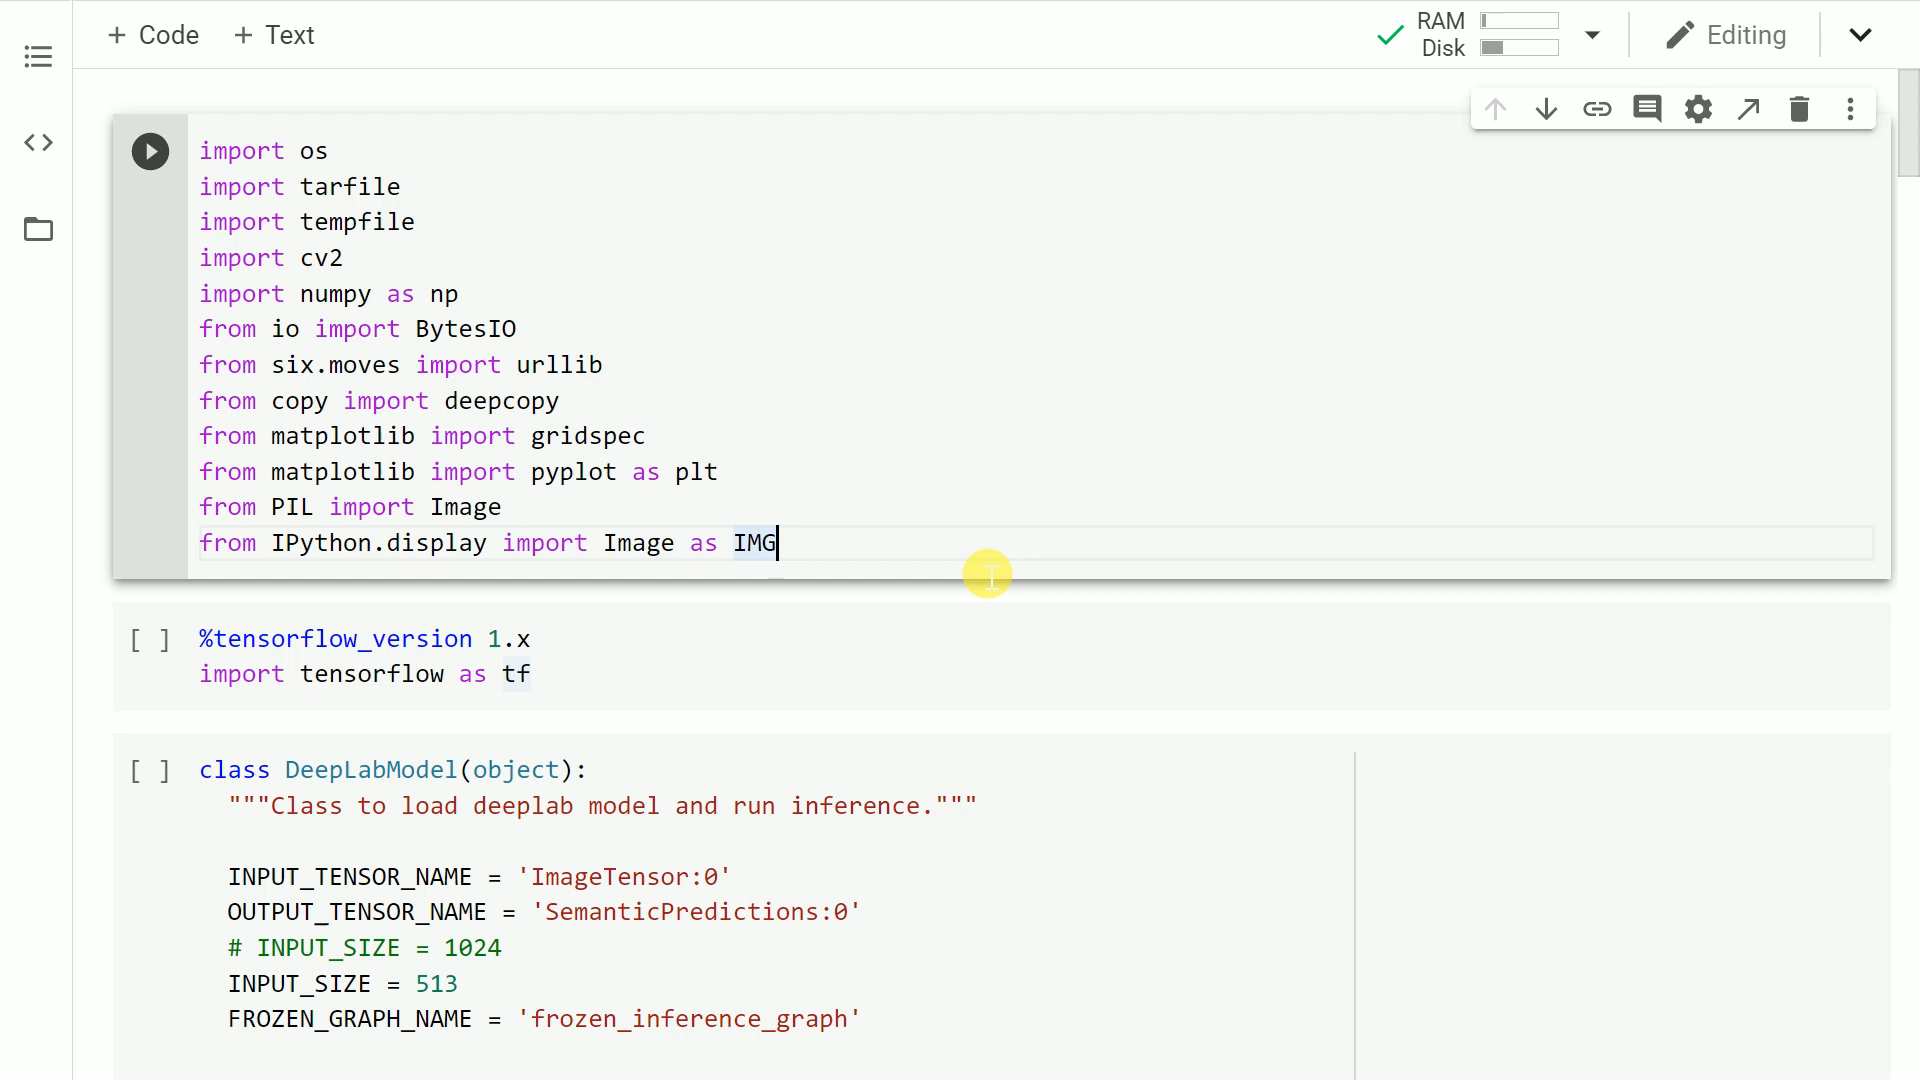 + Code + Text
RAM
Disk
Editing
import os
import tarfile
import tempfile
import cv2
import numpy as np
from io import BytesIO
from six.moves import urllib
from copy import deepcopy
from matplotlib import gridspec
from matplotlib import pyplot as plt
from PIL import Image
from IPython.display import Image as IMG
[ ] %tensorflow_version 1.x
import tensorflow as tf
[ ] class DeepLabModel(object):
"""Class to load deeplab model and run inference."""
INPUT_TENSOR_NAME = 'ImageTensor:0'
OUTPUT_TENSOR_NAME = 'SemanticPredictions:0'
# INPUT_SIZE = 1024
INPUT_SIZE = 513
FROZEN_GRAPH_NAME = 'frozen_inference_graph'